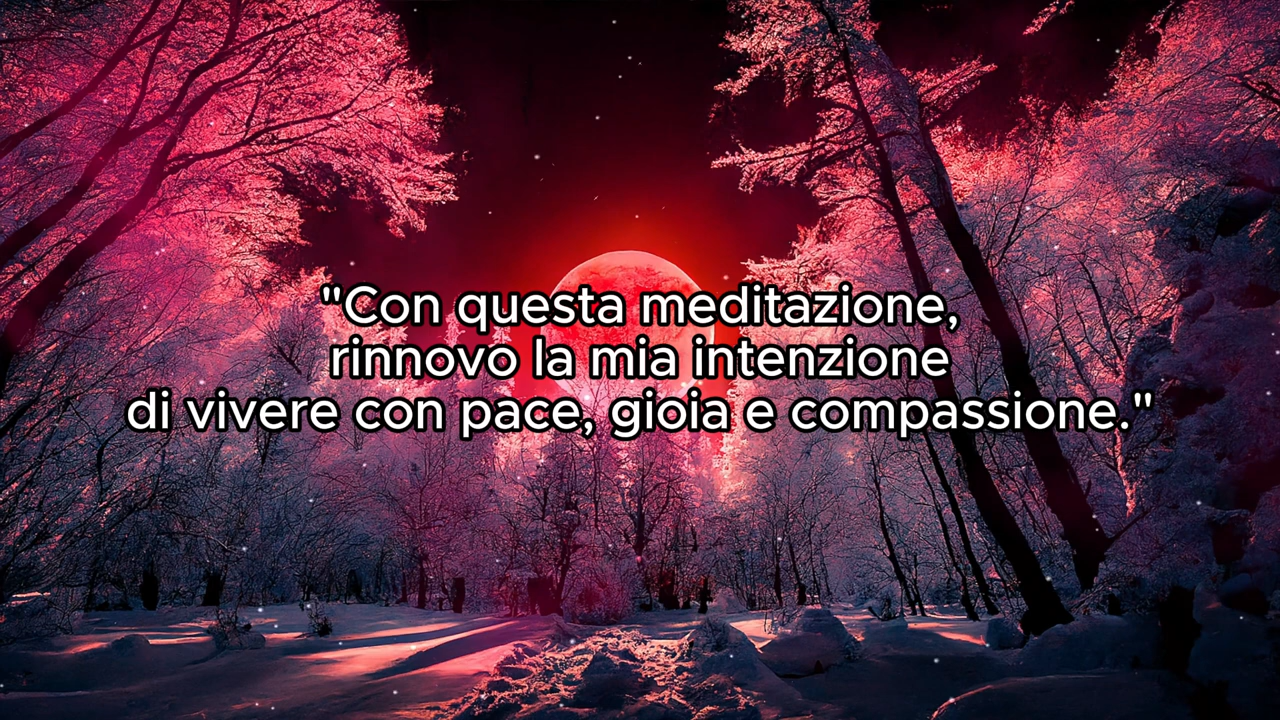 "Con questa meditazione,
rinnovo la mia intenzione
di vivere con pace, gioia e compassione."